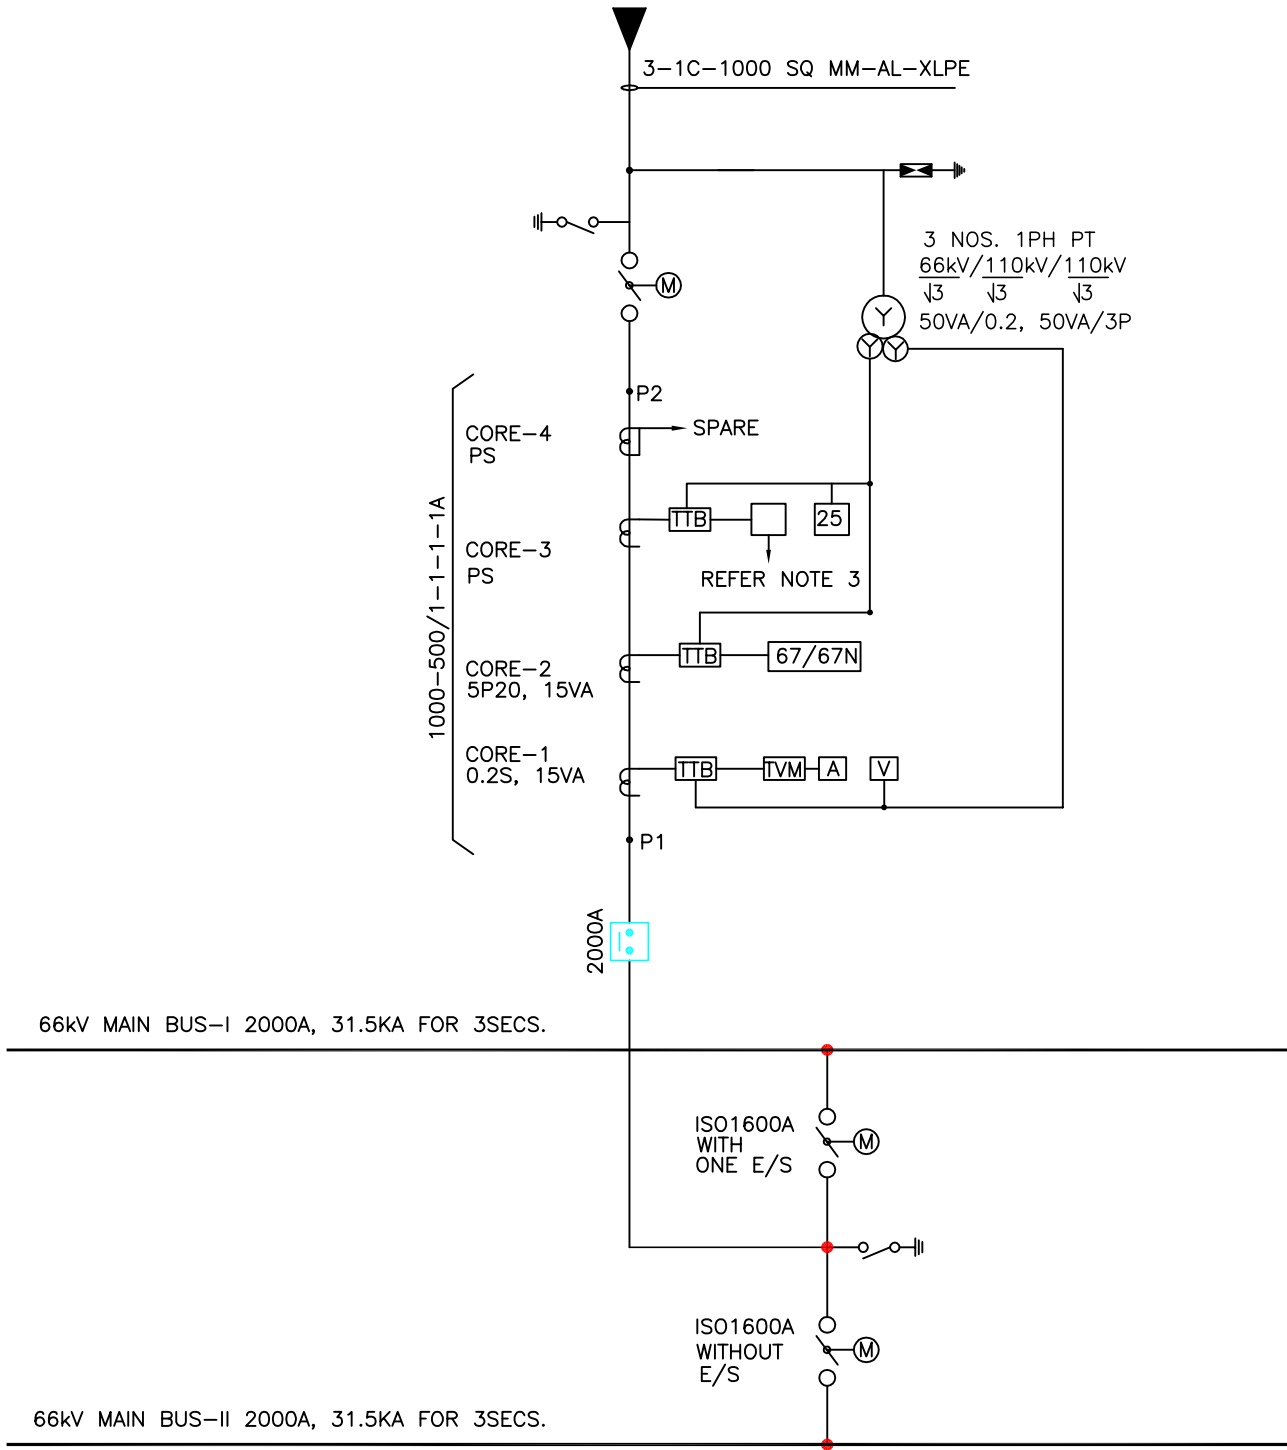 3-1C-1000 SQ MM-AL-XLPE
3 NOS. 1PH PT
66kV/110kV/110kV
√3 √3 √3
50VA/0.2, 50VA/3P
M
Y
Y Y
P2
CORE-4
PS
SPARE
1000-500/1-1-1-1A
TTB
25
CORE-3
PS
REFER NOTE 3
TTB
67/67N
CORE-2
5P20, 15VA
CORE-1
0.2S, 15VA
TTB
TVM
A
V
P1
2000A
66kV MAIN BUS-I 2000A, 31.5KA FOR 3SECS.
ISO1600A
WITH
ONE E/S
M
ISO1600A
WITHOUT
E/S
M
66kV MAIN BUS-II 2000A, 31.5KA FOR 3SECS.